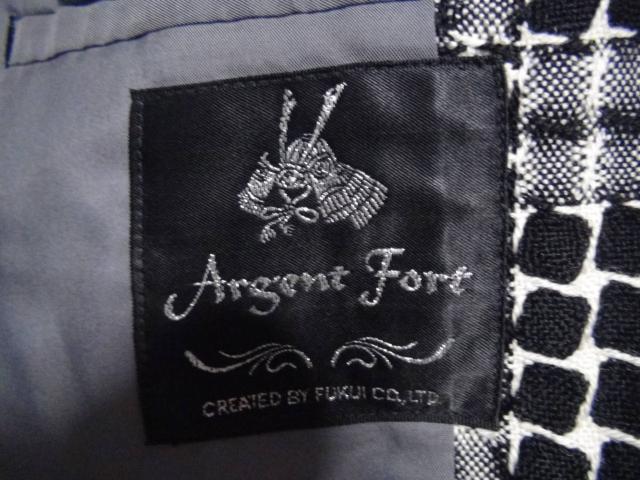 Argent Fort
CREATED BY FUKUI CO.,LTD.